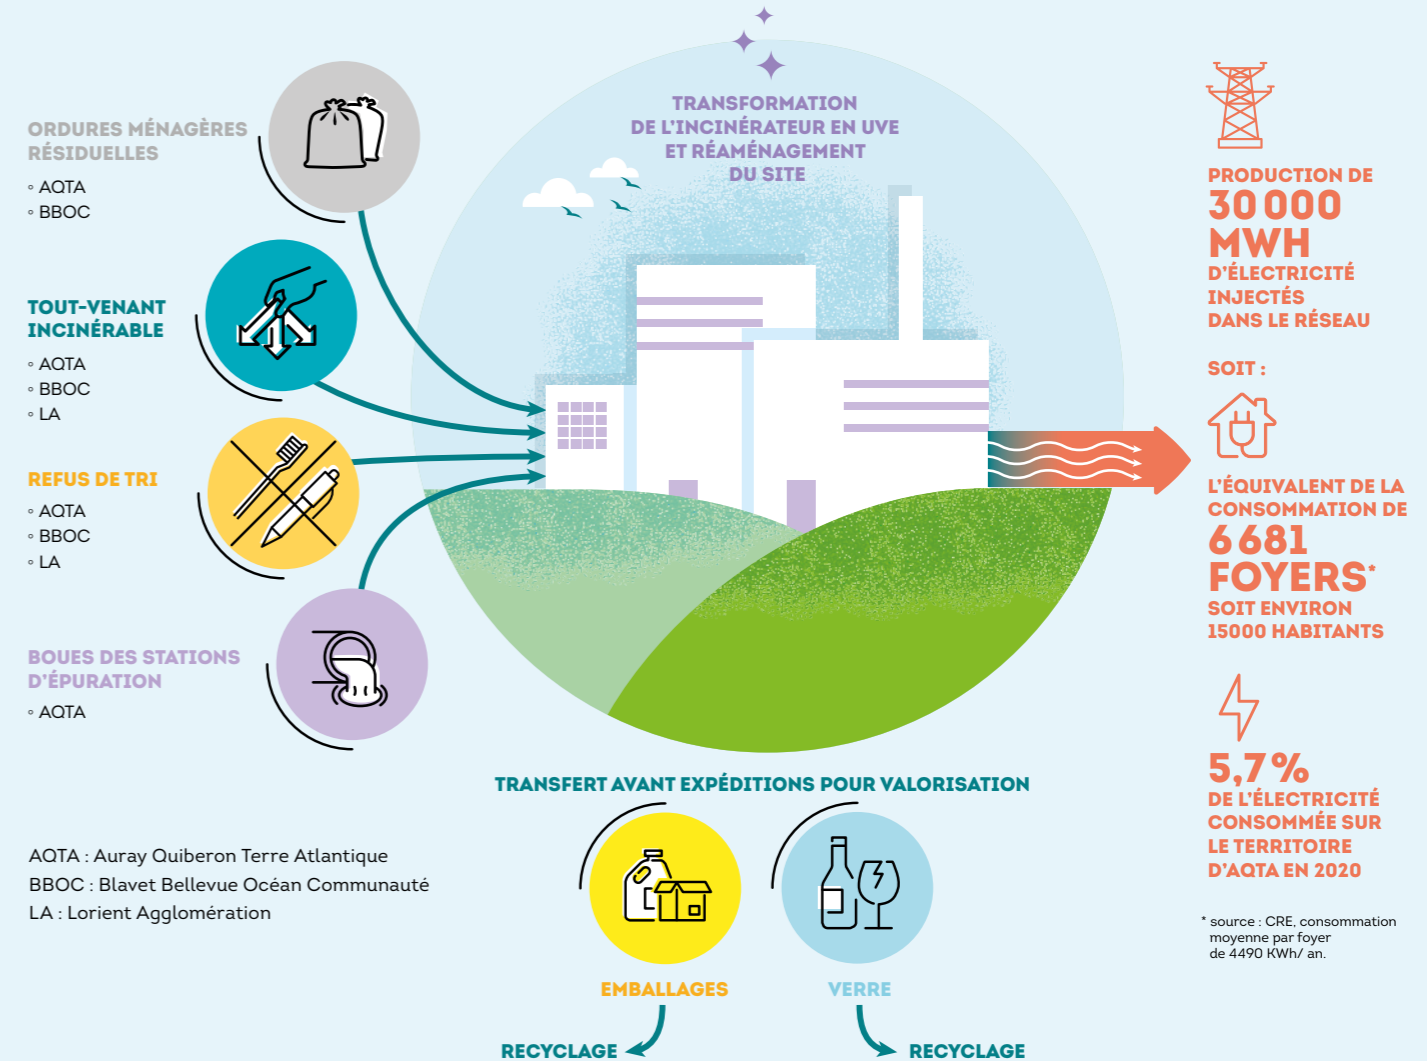 TRANSFORMATION
DE L'INCINÉRATEUR EN UVE
ET RÉAMÉNAGEMENT
DU SITE
ORDURES MÉNAGÈRES
RÉSIDUELLES
◦ AQTA
◦ BBOC
TOUT-VENANT
INCINÉRABLE
◦ AQTA
◦ BBOC
◦ LA
REFUS DE TRI
◦ AQTA
◦ BBOC
◦ LA
BOUES DES STATIONS
D'ÉPURATION
◦ AQTA
AQTA : Auray Quiberon Terre Atlantique
BBOC : Blavet Bellevue Océan Communauté
LA : Lorient Agglomération
TRANSFERT AVANT EXPÉDITIONS POUR VALORISATION
EMBALLAGES
VERRE
RECYCLAGE
RECYCLAGE
PRODUCTION DE
30 000
MWH
D'ÉLECTRICITÉ
INJECTÉS
DANS LE RÉSEAU
SOIT :
L'ÉQUIVALENT DE LA
CONSOMMATION DE
6 681
FOYERS*
SOIT ENVIRON
15000 HABITANTS
5,7 %
DE L'ÉLECTRICITÉ
CONSOMMÉE SUR
LE TERRITOIRE
D'AQTA EN 2020
* source : CRE, consommation
moyenne par foyer
de 4490 KWh/ an.